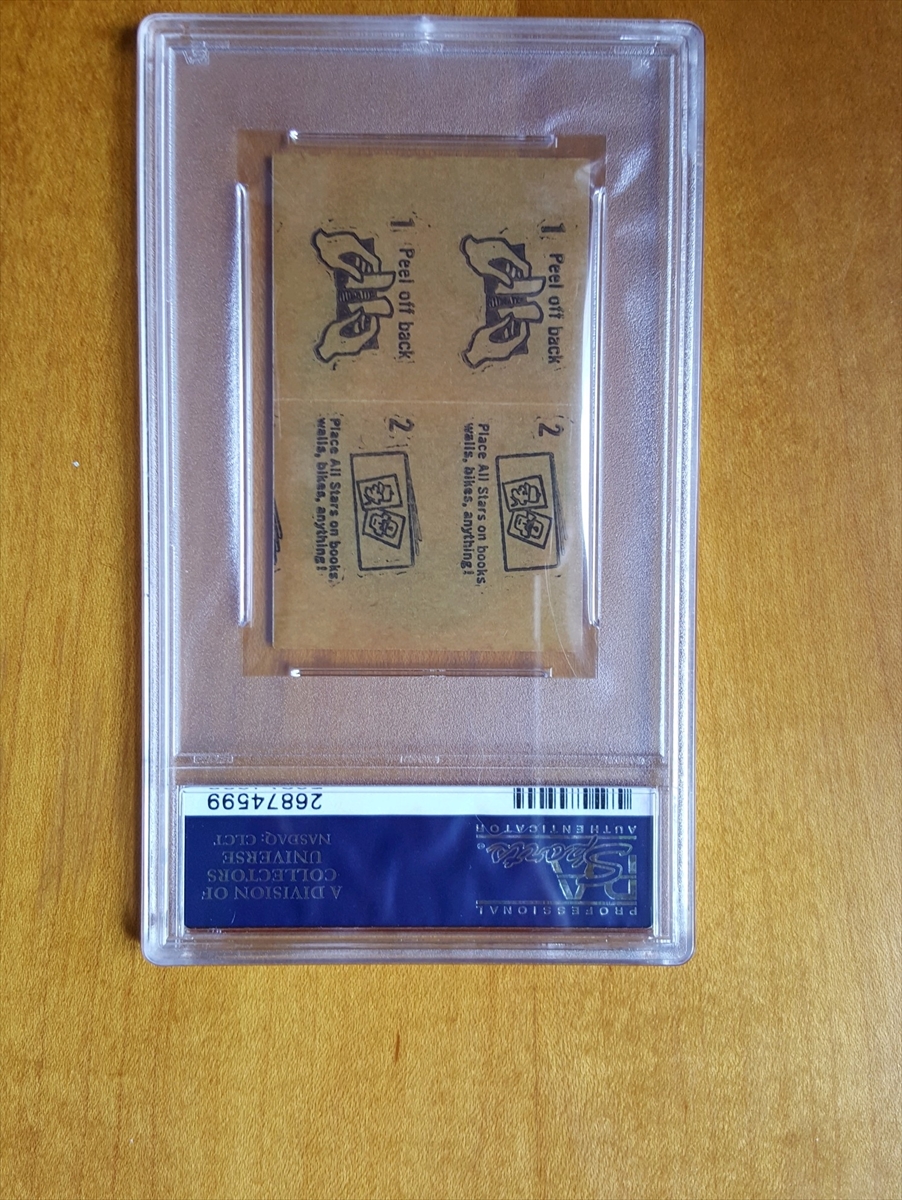 1. Peel off back
1. Peel off back
2.
Place All Stars on books,
walls, bikes, anything!
2
Place All Stars on books,
walls, bikes, anything!
26874599
PROFESSIONAL
PSA
Sports
AUTHENTICATOR
A DIVISION OF
COLLECTORS
UNIVERSE
NASDAQ: CLCT